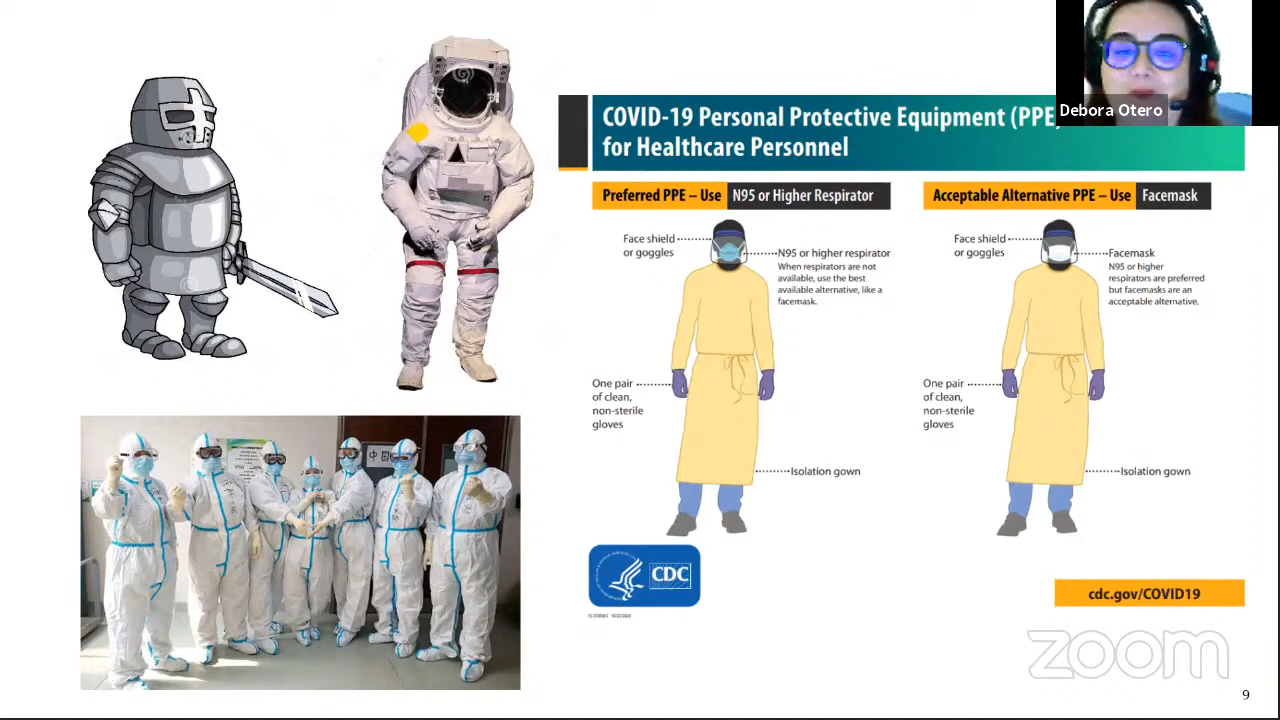 Debora Otero
COVID-19 Personal Protective Equipment (PPE)
for Healthcare Personnel
Preferred PPE – Use N95 or Higher Respirator
Face shield
or goggles
N95 or higher respirator
When respirators are not
available, use the best
available alternative, like a
facemask.
One pair
of clean,
non-sterile
gloves
Isolation gown
Acceptable Alternative PPE – Use Facemask
Face shield
or goggles
Facemask
N95 or higher
respirators are preferred
but facemasks are an
acceptable alternative.
One pair
of clean,
non-sterile
gloves
Isolation gown
CDC
cdc.gov/COVID19
zoom
9